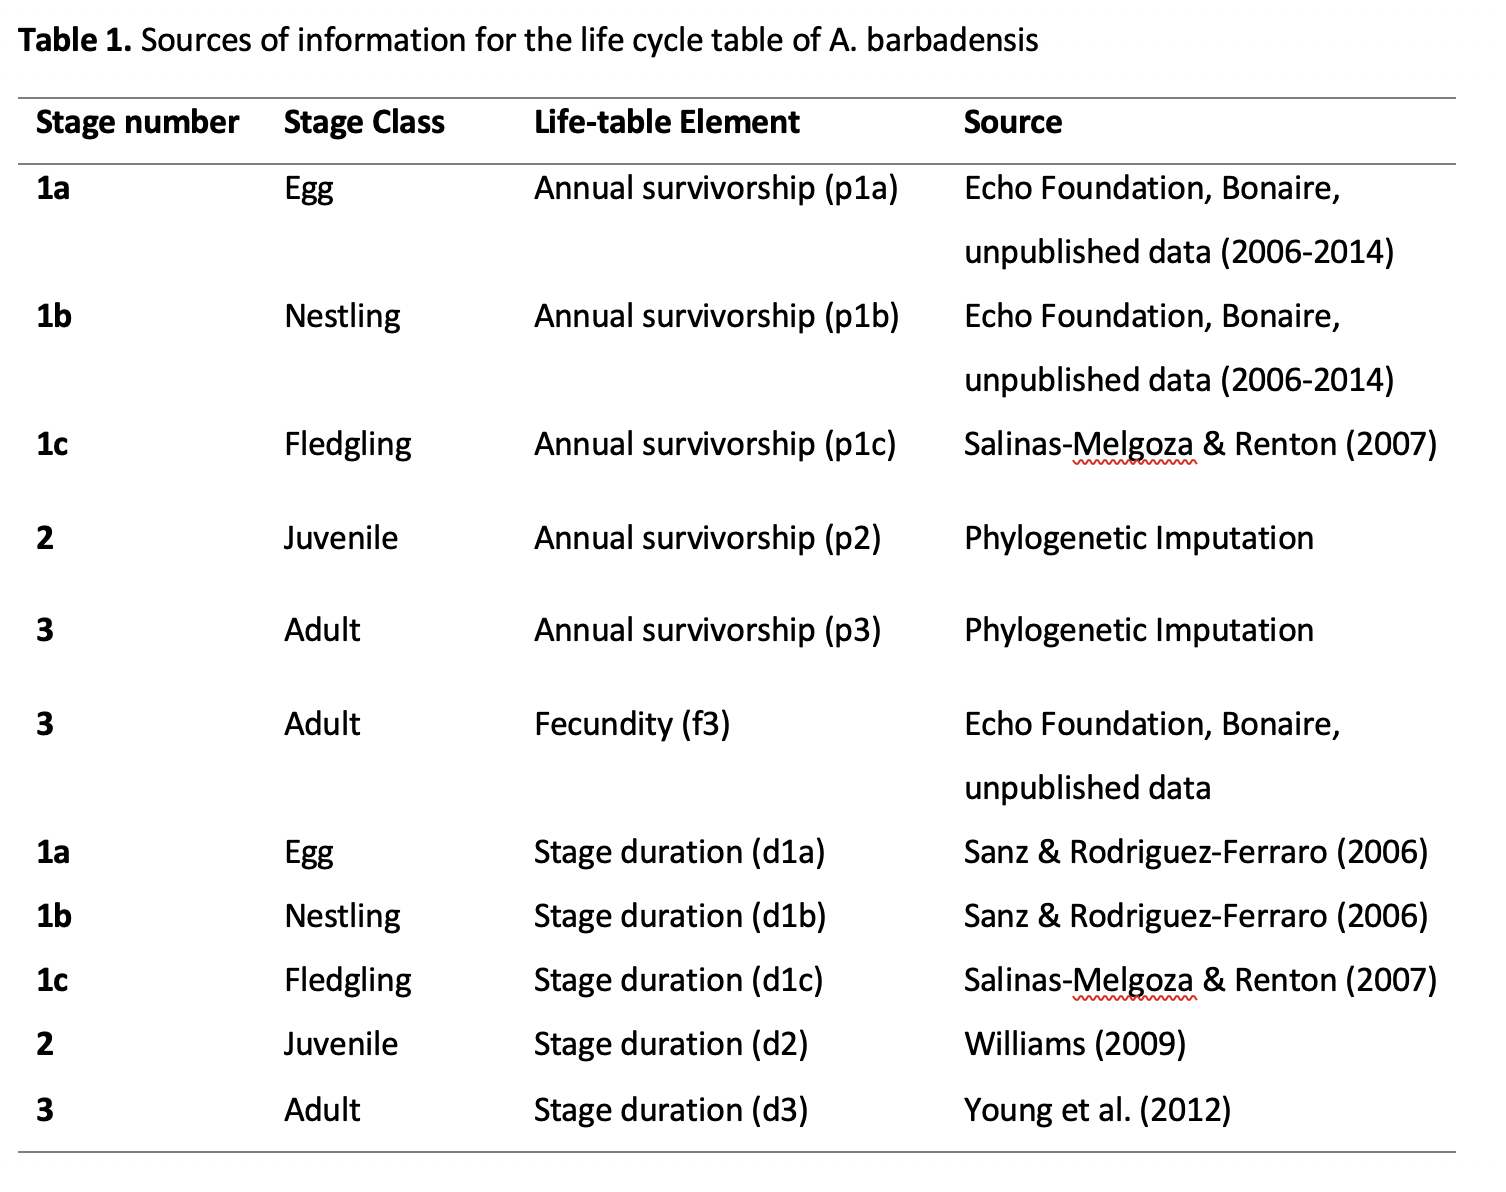 Table 1. Sources of information for the life cycle table of A. barbadensis
Stage number Stage Class Life-table Element Source
1a Egg Annual survivorship (p1a) Echo Foundation, Bonaire,
unpublished data (2006-2014)
1b Nestling Annual survivorship (p1b) Echo Foundation, Bonaire,
unpublished data (2006-2014)
1c Fledgling Annual survivorship (p1c) Salinas-Melgoza & Renton (2007)
2 Juvenile Annual survivorship (p2) Phylogenetic Imputation
3 Adult Annual survivorship (p3) Phylogenetic Imputation
3 Adult Fecundity (f3) Echo Foundation, Bonaire,
unpublished data
1a Egg Stage duration (d1a) Sanz & Rodriguez-Ferraro (2006)
1b Nestling Stage duration (d1b) Sanz & Rodriguez-Ferraro (2006)
1c Fledgling Stage duration (d1c) Salinas-Melgoza & Renton (2007)
2 Juvenile Stage duration (d2) Williams (2009)
3 Adult Stage duration (d3) Young et al. (2012)